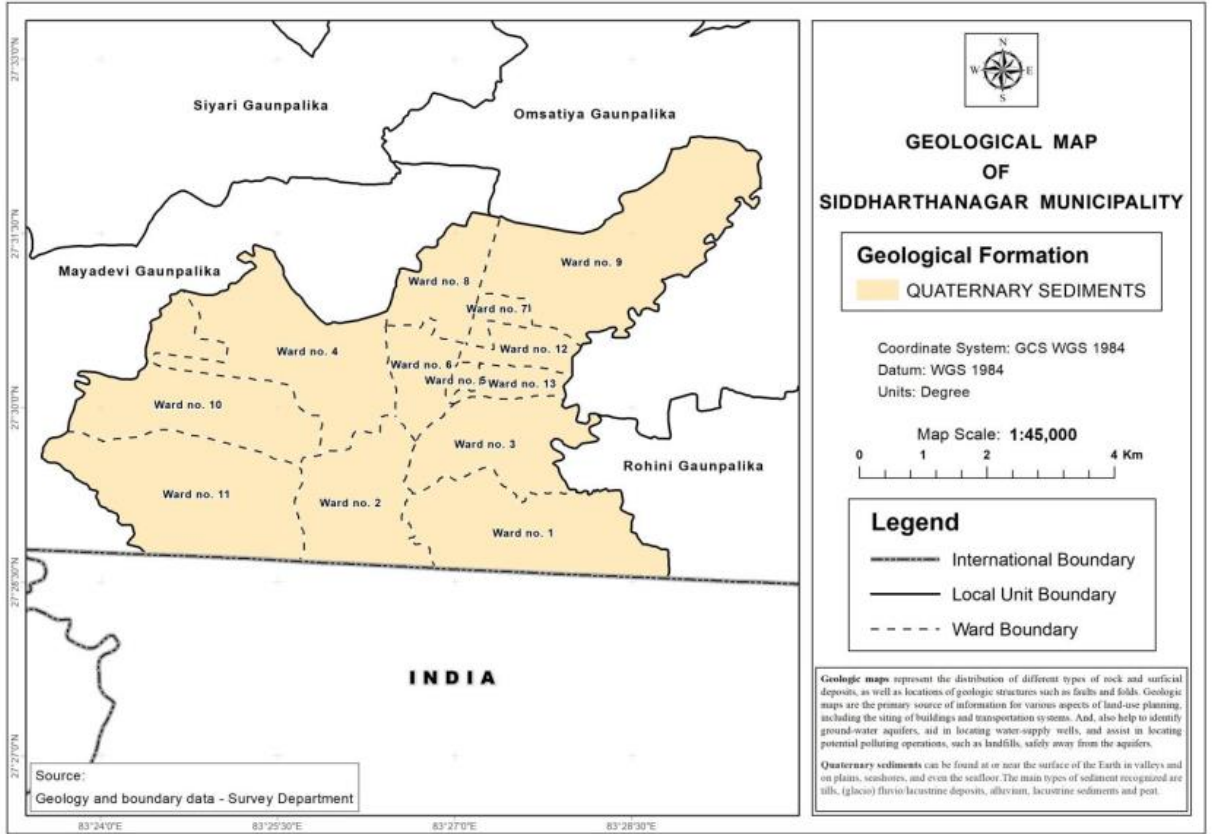 Siyari Gaunpalika
Omsatiya Gaunpalika
Mayadevi Gaunpalika
Ward no. 9
Ward no. 8
Ward no. 7
Ward no. 4
Ward no. 12
Ward no. 6
Ward no. 5
Ward no. 13
Ward no. 10
Ward no. 3
Rohini Gaunpalika
Ward no. 11
Ward no. 2
Ward no. 1
INDIA
Source:
Geology and boundary data - Survey Department
27°33'0"N
27°31'30"N
27°30'0"N
27°28'30"N
27°27'0"N
83°24'0"E
83°25'30"E
83°27'0"E
83°28'30"E
N
W E
S
GEOLOGICAL MAP
OF
SIDDHARTHANAGAR MUNICIPALITY
Geological Formation
QUATERNARY SEDIMENTS
Coordinate System: GCS WGS 1984
Datum: WGS 1984
Units: Degree
Map Scale: 1:45,000
0 1 2 4 Km
Legend
International Boundary
Local Unit Boundary
Ward Boundary
Geologic maps represent the distribution of different types of rock and surficial
deposits, as well as locations of geologic structures such as faults and folds. Geologic
maps are the primary source of information for various aspects of land-use planning,
including the siting of buildings and transportation systems. And, also help to identify
ground-water aquifers, aid in locating water-supply wells, and assist in locating
potential polluting operations, such as landfills, safely away from the aquifers.
Quaternary sediments can be found at or near the surface of the Earth in valleys and
on plains, seashores, and even the seafloor.The main types of sediment recognized are
tills, (glacio) fluvio/lacustrine deposits, alluvium, lacustrine sediments and peat.